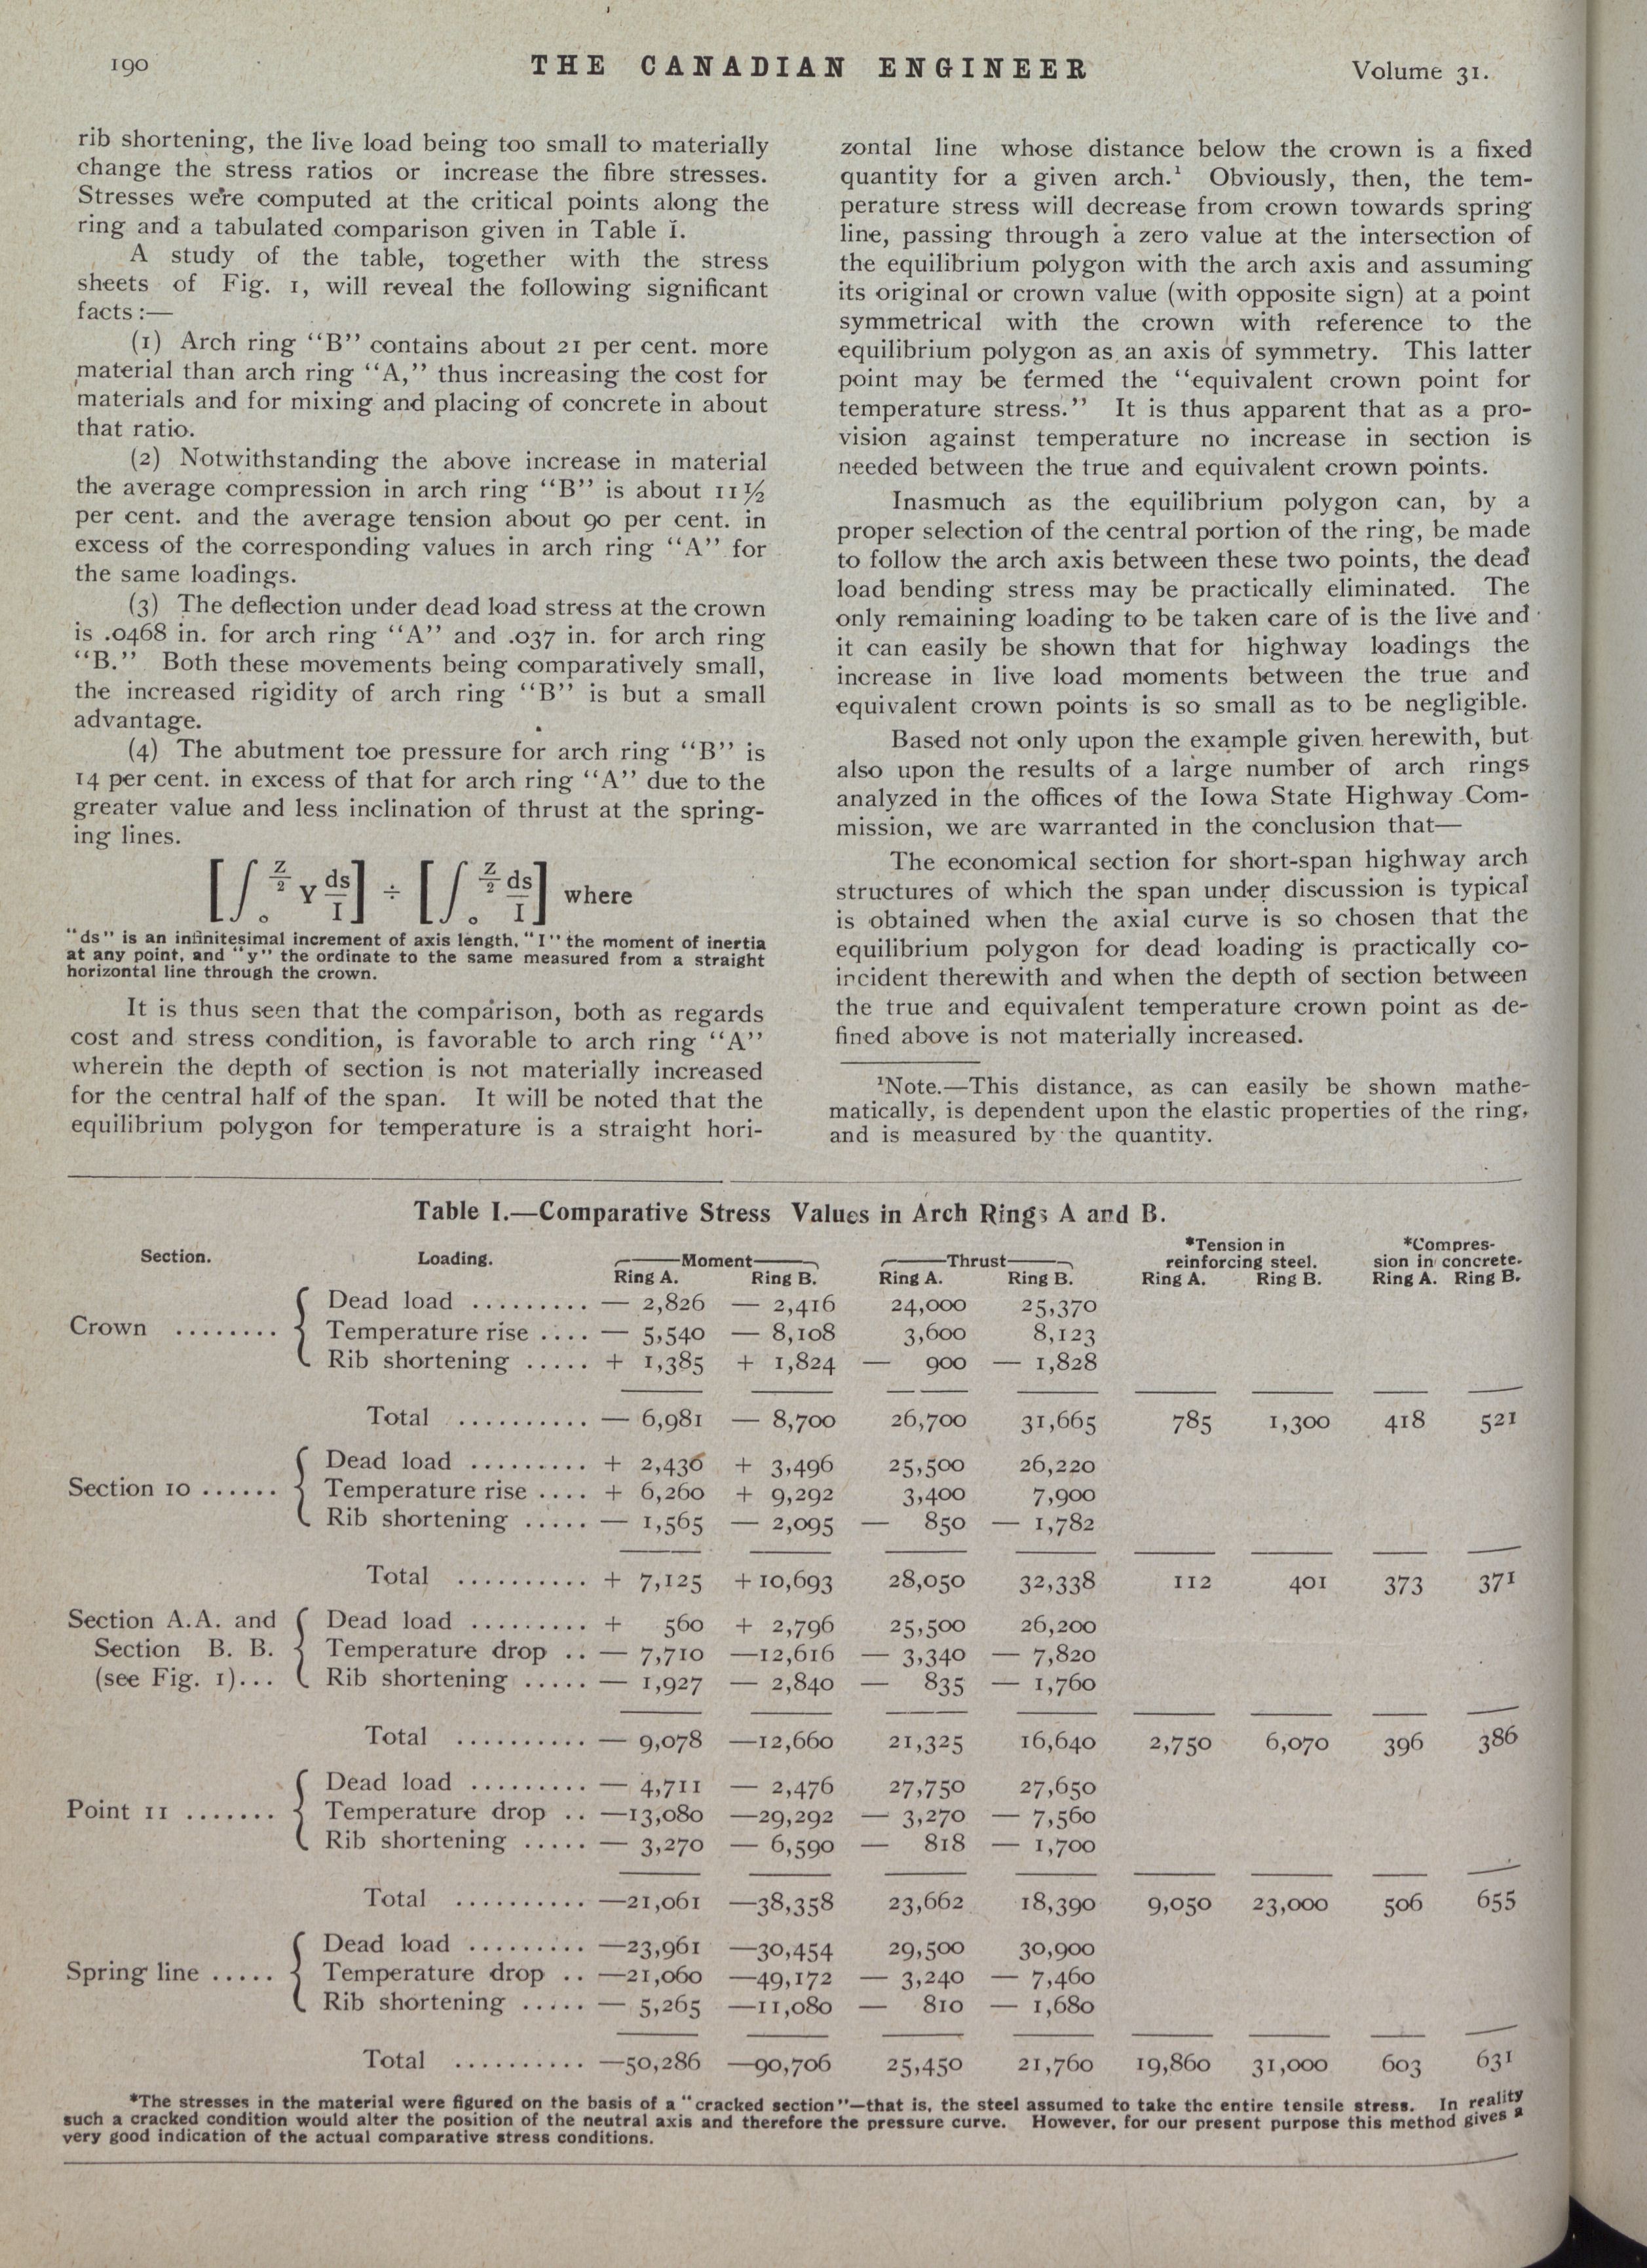 190
THE CANADIAN ENGINEER
Volume 31.
rib shortening, the live load being too small to materially
change the stress ratios or increase the fibre stresses.
Stresses were computed at the critical points along the
ring and a tabulated comparison given in Table I.
A study of the table, together with the stress
sheets of Fig. 1, will reveal the following significant
facts:—
(1) Arch ring “B” contains about 21 per cent. more
material than arch ring “A,” thus increasing the cost for
materials and for mixing and placing of concrete in about
that ratio.
(2) Notwithstanding the above increase in material
the average compression in arch ring “B” is about 11½
per cent. and the average tension about 90 per cent. in
excess of the corresponding values in arch ring “A” for
the same loadings.
(3) The deflection under dead load stress at the crown
is .0468 in. for arch ring “A” and .037 in. for arch ring
“B.” Both these movements being comparatively small,
the increased rigidity of arch ring “B” is but a small
advantage.
(4) The abutment toe pressure for arch ring “B” is
14 per cent. in excess of that for arch ring “A” due to the
greater value and less inclination of thrust at the spring-
ing lines.
[∫₀^(Z/2) Y ds/I] ÷ [∫₀^(Z/2) ds/I] where
“ds” is an infinitesimal increment of axis length, “I” the moment of inertia
at any point, and “y” the ordinate to the same measured from a straight
horizontal line through the crown.
It is thus seen that the comparison, both as regards
cost and stress condition, is favorable to arch ring “A”
wherein the depth of section is not materially increased
for the central half of the span. It will be noted that the
equilibrium polygon for temperature is a straight hori-
zontal line whose distance below the crown is a fixed
quantity for a given arch.¹ Obviously, then, the tem-
perature stress will decrease from crown towards spring
line, passing through a zero value at the intersection of
the equilibrium polygon with the arch axis and assuming
its original or crown value (with opposite sign) at a point
symmetrical with the crown with reference to the
equilibrium polygon as an axis of symmetry. This latter
point may be termed the “equivalent crown point for
temperature stress.” It is thus apparent that as a pro-
vision against temperature no increase in section is
needed between the true and equivalent crown points.
Inasmuch as the equilibrium polygon can, by a
proper selection of the central portion of the ring, be made
to follow the arch axis between these two points, the dead
load bending stress may be practically eliminated. The
only remaining loading to be taken care of is the live and
it can easily be shown that for highway loadings the
increase in live load moments between the true and
equivalent crown points is so small as to be negligible.
Based not only upon the example given herewith, but
also upon the results of a large number of arch rings
analyzed in the offices of the Iowa State Highway Com-
mission, we are warranted in the conclusion that—
The economical section for short-span highway arch
structures of which the span under discussion is typical
is obtained when the axial curve is so chosen that the
equilibrium polygon for dead loading is practically co-
incident therewith and when the depth of section between
the true and equivalent temperature crown point as de-
fined above is not materially increased.
¹Note.—This distance, as can easily be shown mathe-
matically, is dependent upon the elastic properties of the ring,
and is measured by the quantity.
Table I.—Comparative Stress Values in Arch Rings A and B.
Section. Loading. Moment Thrust *Tension in reinforcing steel. *Compres- sion in concrete.
Ring A. Ring B. Ring A. Ring B. Ring A. Ring B. Ring A. Ring B.
Dead load ......... — 2,826 — 2,416 24,000 25,370
Crown ........ Temperature rise .... — 5,540 — 8,108 3,600 8,123
Rib shortening ..... + 1,385 + 1,824 — 900 — 1,828
Total .......... — 6,981 — 8,700 26,700 31,665 785 1,300 418 521
Dead load ......... + 2,436 + 3,496 25,500 26,220
Section 10 ...... Temperature rise .... + 6,260 + 9,292 3,400 7,900
Rib shortening ..... — 1,565 — 2,095 — 850 — 1,782
Total .......... + 7,125 +10,693 28,050 32,338 112 401 373 371
Section A.A. and Dead load ......... + 560 + 2,796 25,500 26,200
Section B. B. Temperature drop .. — 7,710 —12,616 — 3,340 — 7,820
(see Fig. 1)... Rib shortening ..... — 1,927 — 2,840 — 835 — 1,760
Total .......... — 9,078 —12,660 21,325 16,640 2,750 6,070 396 386
Dead load ......... — 4,711 — 2,476 27,750 27,650
Point 11 ....... Temperature drop .. —13,080 —29,292 — 3,270 — 7,560
Rib shortening ..... — 3,270 — 6,590 — 818 — 1,700
Total .......... —21,061 —38,358 23,662 18,390 9,050 23,000 506 655
Dead load ......... —23,961 —30,454 29,500 30,900
Spring line ..... Temperature drop .. —21,060 —49,172 — 3,240 — 7,460
Rib shortening ..... — 5,265 —11,080 — 810 — 1,680
Total .......... —50,286 —90,706 25,450 21,760 19,860 31,000 603 631
*The stresses in the material were figured on the basis of a “cracked section”—that is, the steel assumed to take the entire tensile stress. In reality
such a cracked condition would alter the position of the neutral axis and therefore the pressure curve. However, for our present purpose this method gives a
very good indication of the actual comparative stress conditions.